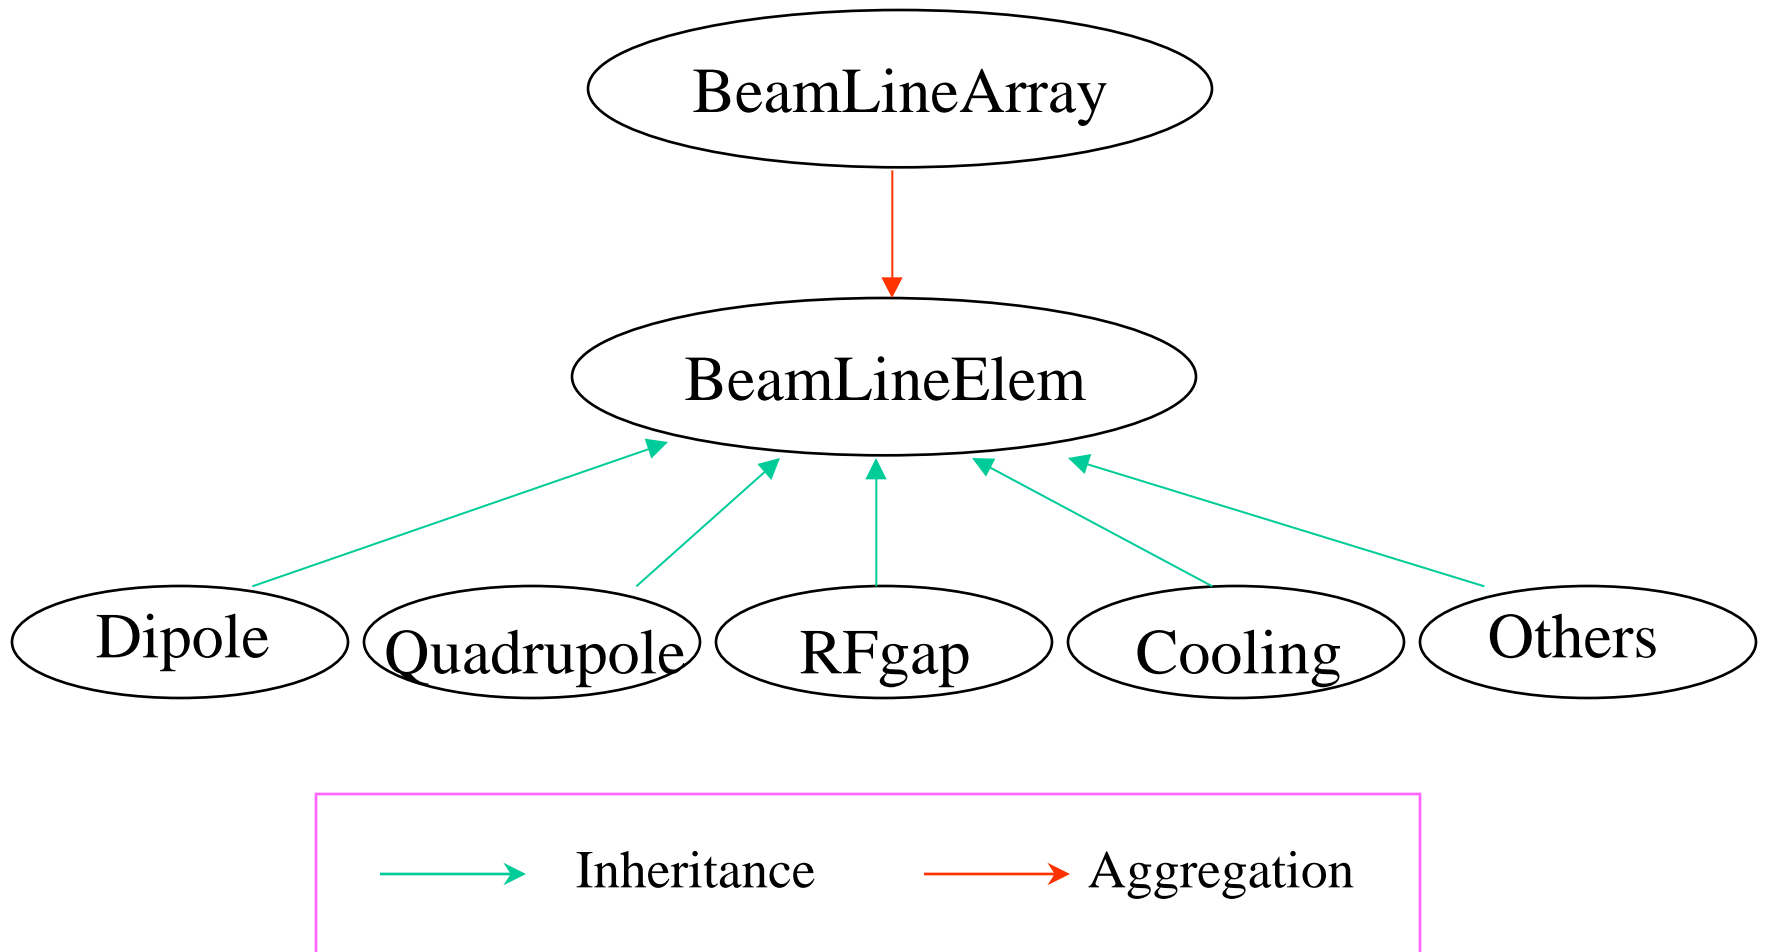 BeamLineArray
BeamLineElem
Dipole
Quadrupole
RFgap
Cooling
Others
Inheritance
Aggregation